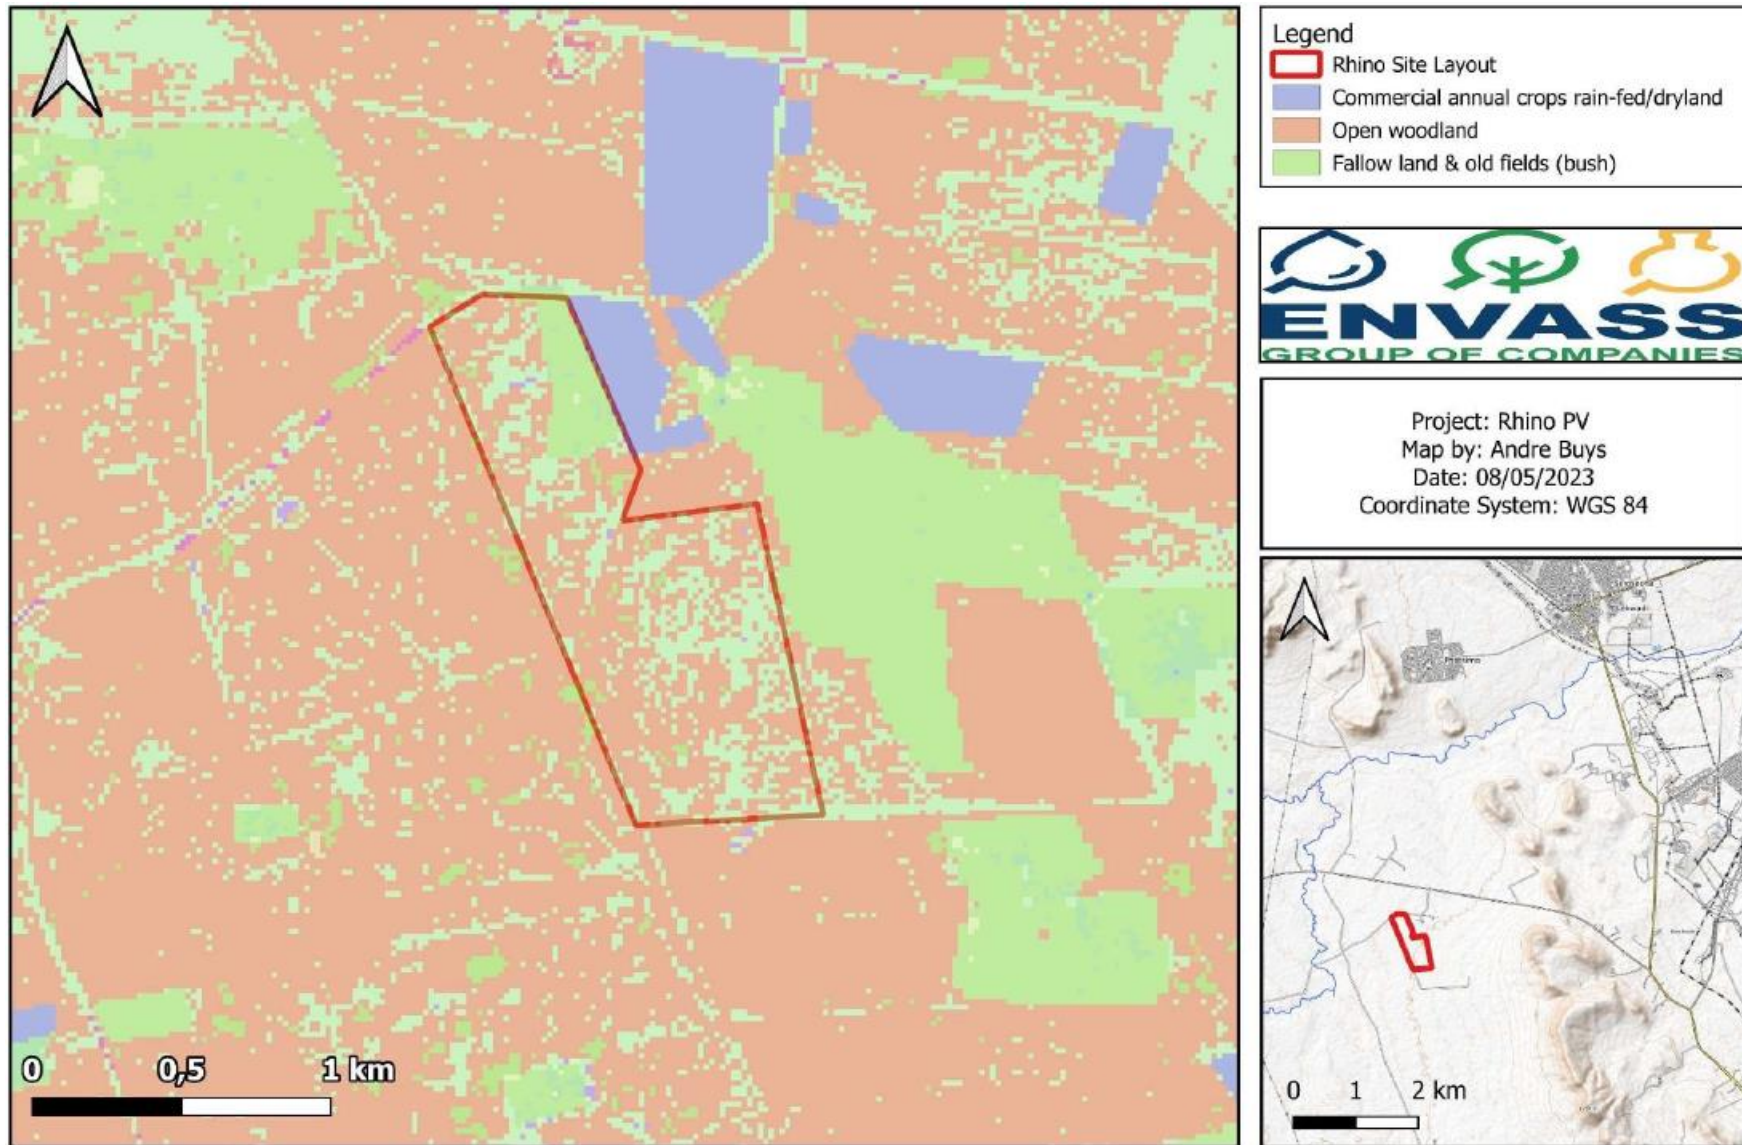 Legend
Rhino Site Layout
Commercial annual crops rain-fed/dryland
Open woodland
Fallow land & old fields (bush)
ENVASS
GROUP OF COMPANIES
Project: Rhino PV
Map by: Andre Buys
Date: 08/05/2023
Coordinate System: WGS 84
0 0,5 1 km
0 1 2 km